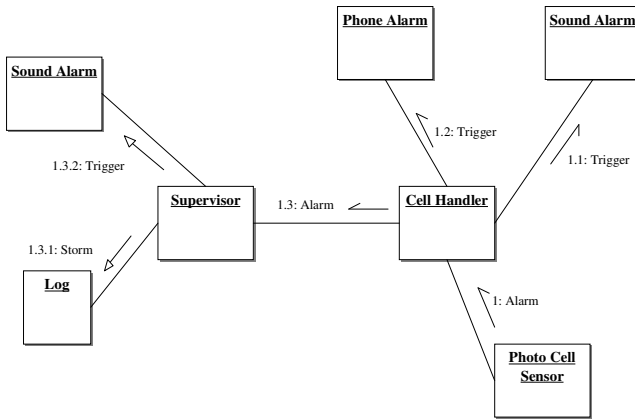 Phone Alarm
Sound Alarm
Sound Alarm
1.2: Trigger
1.1: Trigger
1.3.2: Trigger
Supervisor
1.3: Alarm
Cell Handler
1.3.1: Storm
Log
1: Alarm
Photo Cell
Sensor